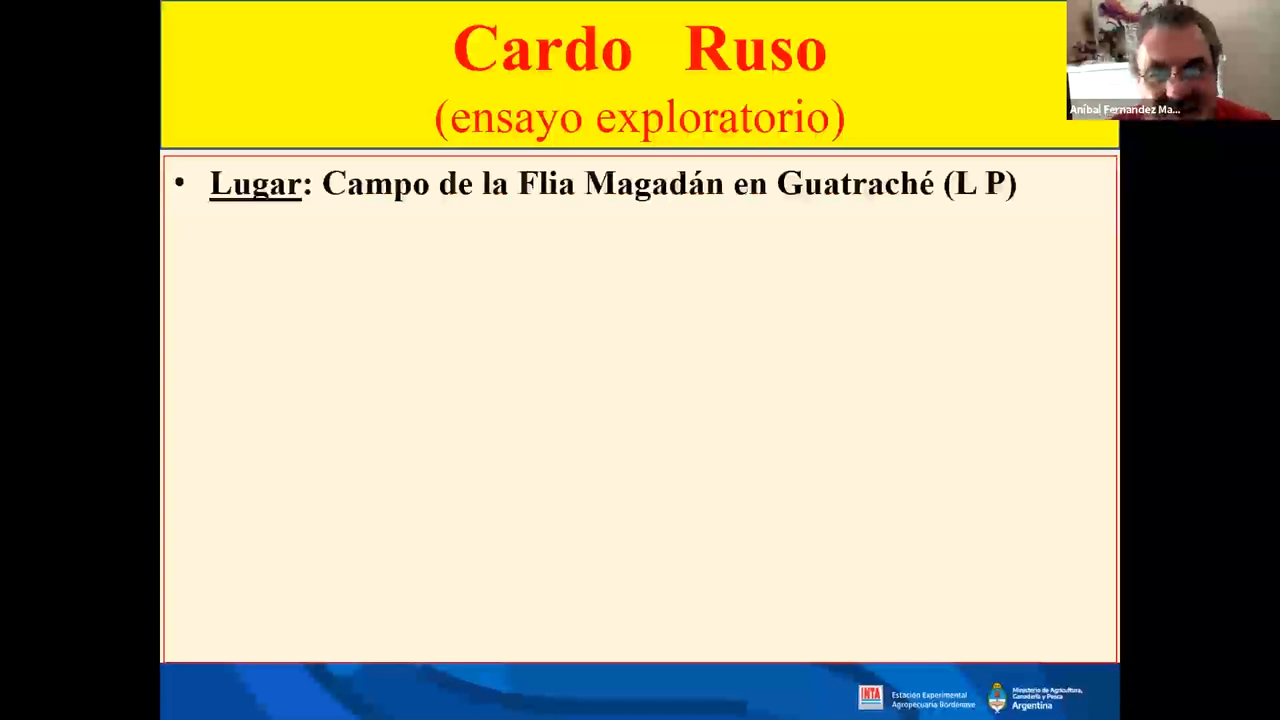 Cardo Ruso
(ensayo exploratorio)
Aníbal Fernandez Ma...
• Lugar: Campo de la Flia Magadán en Guatraché (L P)
INTA
Estación Experimental
Agropecuaria Bordenave
Ministerio de Agricultura,
Ganadería y Pesca
Argentina